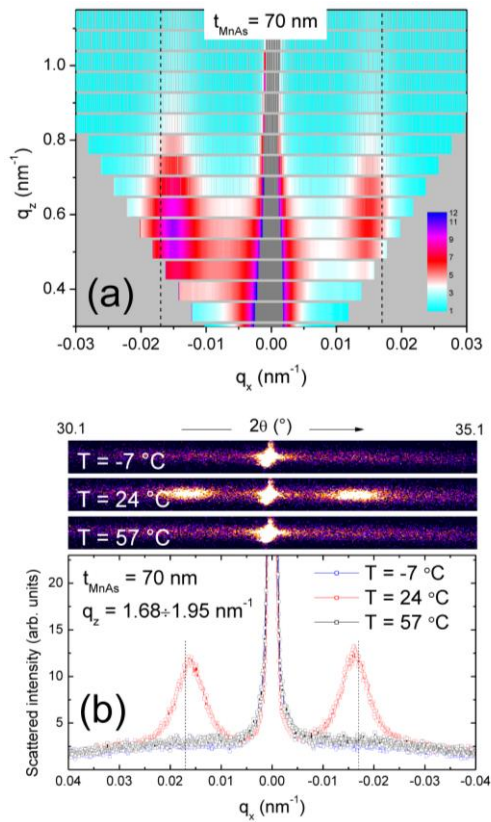 t_MnAs = 70 nm
1.0
0.8
0.6
0.4
q_z (nm⁻¹)
12
11
9
7
5
3
1
(a)
-0.03 -0.02 -0.01 0.00 0.01 0.02 0.03
q_x (nm⁻¹)
30.1 2θ (°) 35.1
T = -7 °C
T = 24 °C
T = 57 °C
t_MnAs = 70 nm
q_z = 1.68÷1.95 nm⁻¹
T = -7 °C
T = 24 °C
T = 57 °C
20
15
10
5
Scattered intensity (arb. units)
(b)
0.04 0.03 0.02 0.01 0.00 -0.01 -0.02 -0.03 -0.04
q_x (nm⁻¹)